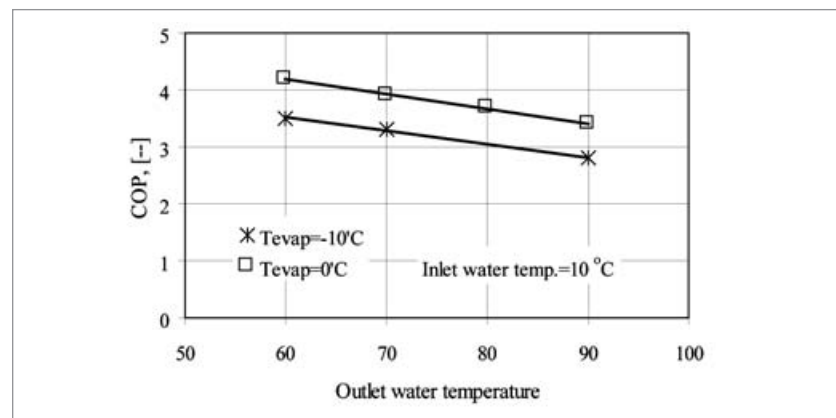 5
4
3
2
1
0
COP, [--]
Tevap=-10'C
Tevap=0'C
Inlet water temp.=10 °C
50 60 70 80 90 100
Outlet water temperature